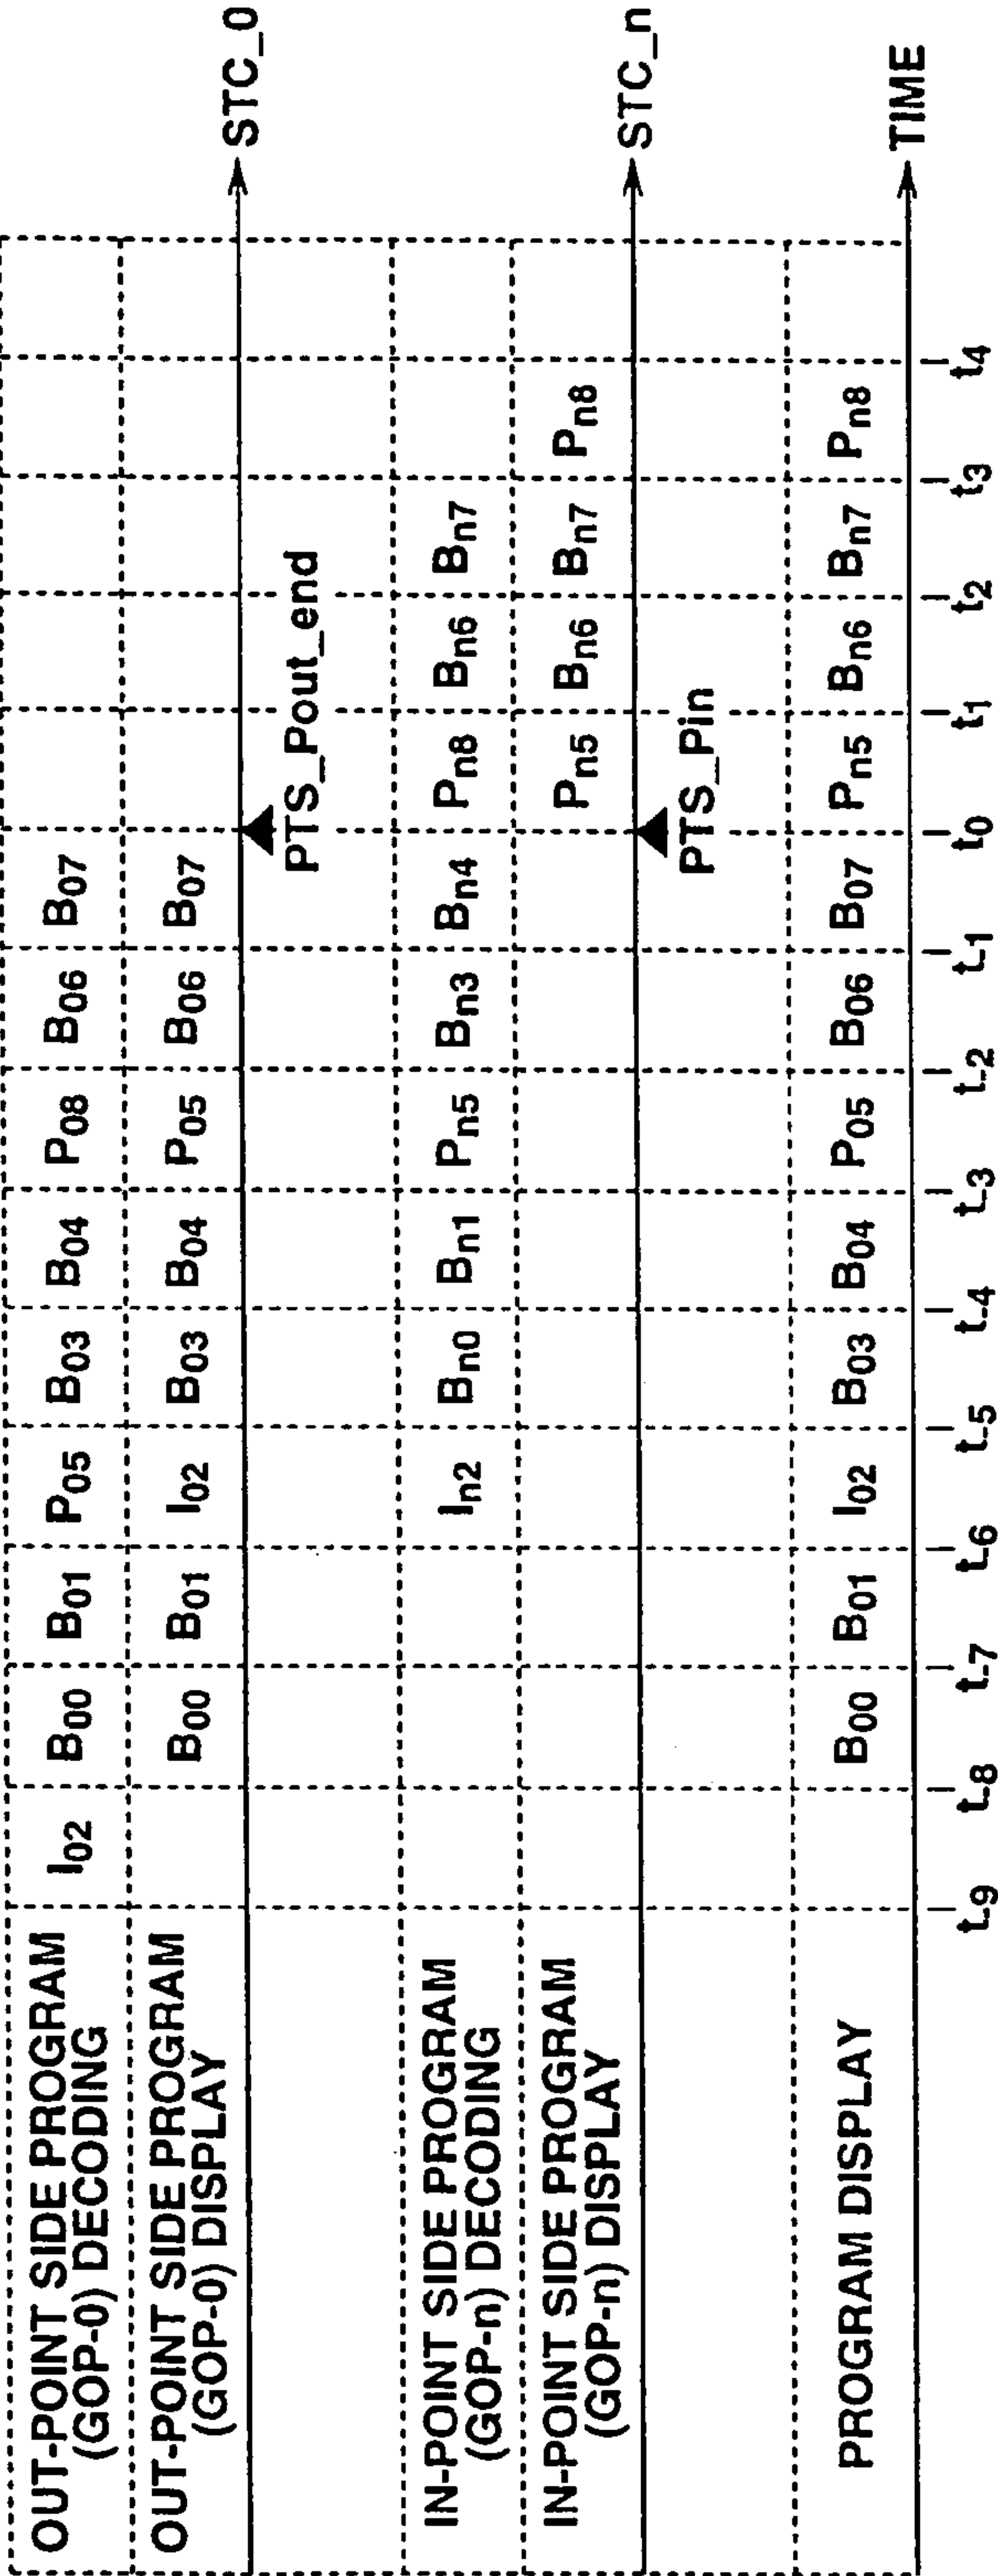 OUT-POINT SIDE PROGRAM
(GOP-0) DECODING
I02 B00 B01 P05 B03 B04 P08 B06 B07
OUT-POINT SIDE PROGRAM
(GOP-0) DISPLAY
B00 B01 I02 B03 B04 P05 B06 B07
STC_0
PTS_Pout_end
IN-POINT SIDE PROGRAM
(GOP-n) DECODING
In2 Bn0 Bn1 Pn5 Bn3 Bn4 Pn8 Bn6 Bn7
IN-POINT SIDE PROGRAM
(GOP-n) DISPLAY
Pn5 Bn6 Bn7 Pn8
STC_n
PTS_Pin
PROGRAM DISPLAY
B00 B01 I02 B03 B04 P05 B06 B07 Pn5 Bn6 Bn7 Pn8
TIME
t-9 t-8 t-7 t-6 t-5 t-4 t-3 t-2 t-1 t0 t1 t2 t3 t4